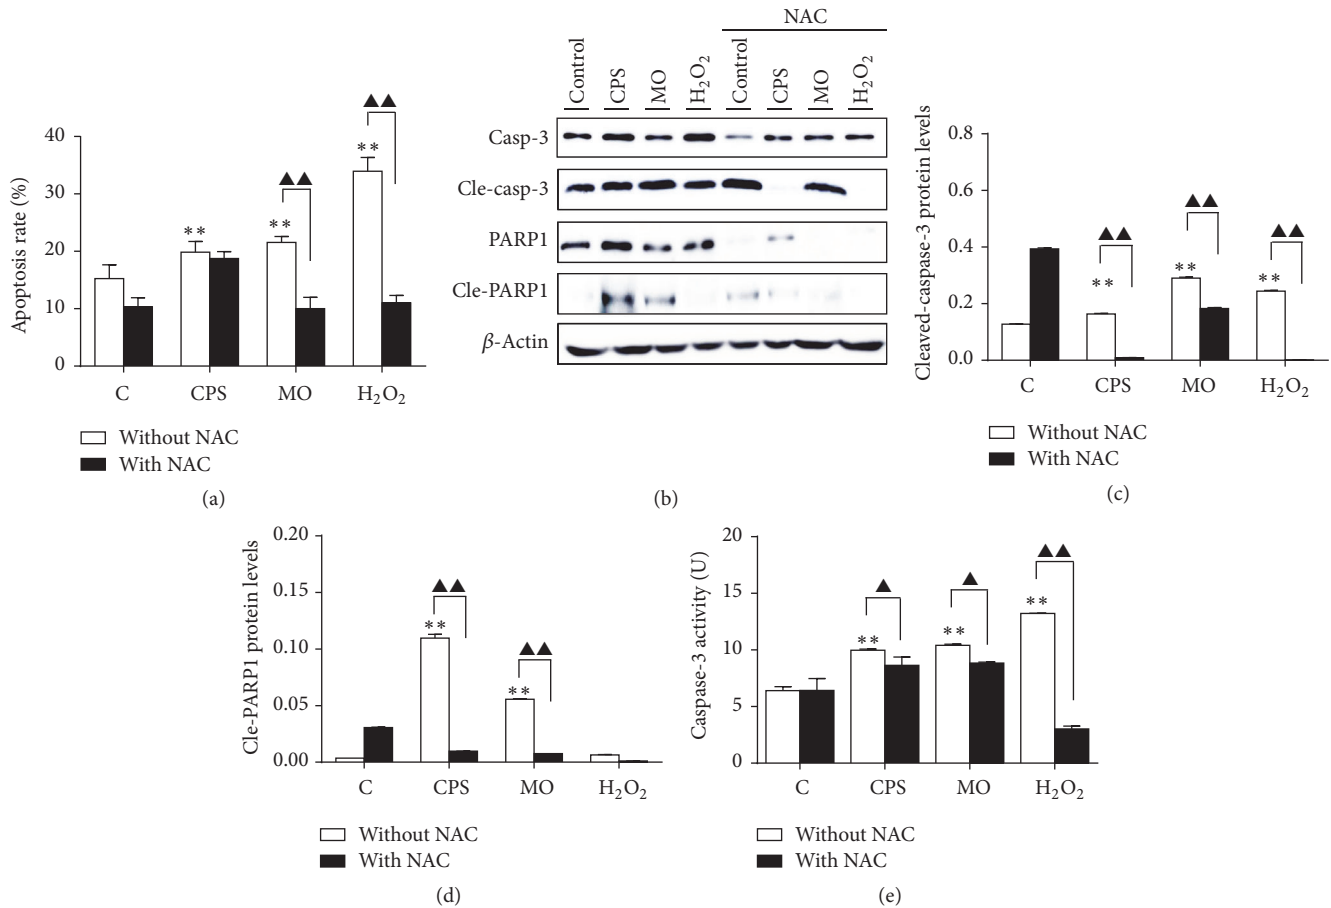 40
30
20
10
0
Apoptosis rate (%)
▲▲
**
▲▲
**
**
C CPS MO H₂O₂
Without NAC
With NAC
(a)
NAC
Control CPS MO H₂O₂ Control CPS MO H₂O₂
Casp-3
Cle-casp-3
PARP1
Cle-PARP1
β-Actin
(b)
0.8
0.6
0.4
0.2
0.0
Cleaved-caspase-3 protein levels
▲▲
▲▲ ▲▲
** ** **
C CPS MO H₂O₂
Without NAC
With NAC
(c)
0.20
0.15
0.10
0.05
0.00
Cle-PARP1 protein levels
▲▲
**
▲▲
**
C CPS MO H₂O₂
Without NAC
With NAC
(d)
20
15
10
5
0
Caspase-3 activity (U)
▲▲
▲ ▲
**
** **
C CPS MO H₂O₂
Without NAC
With NAC
(e)